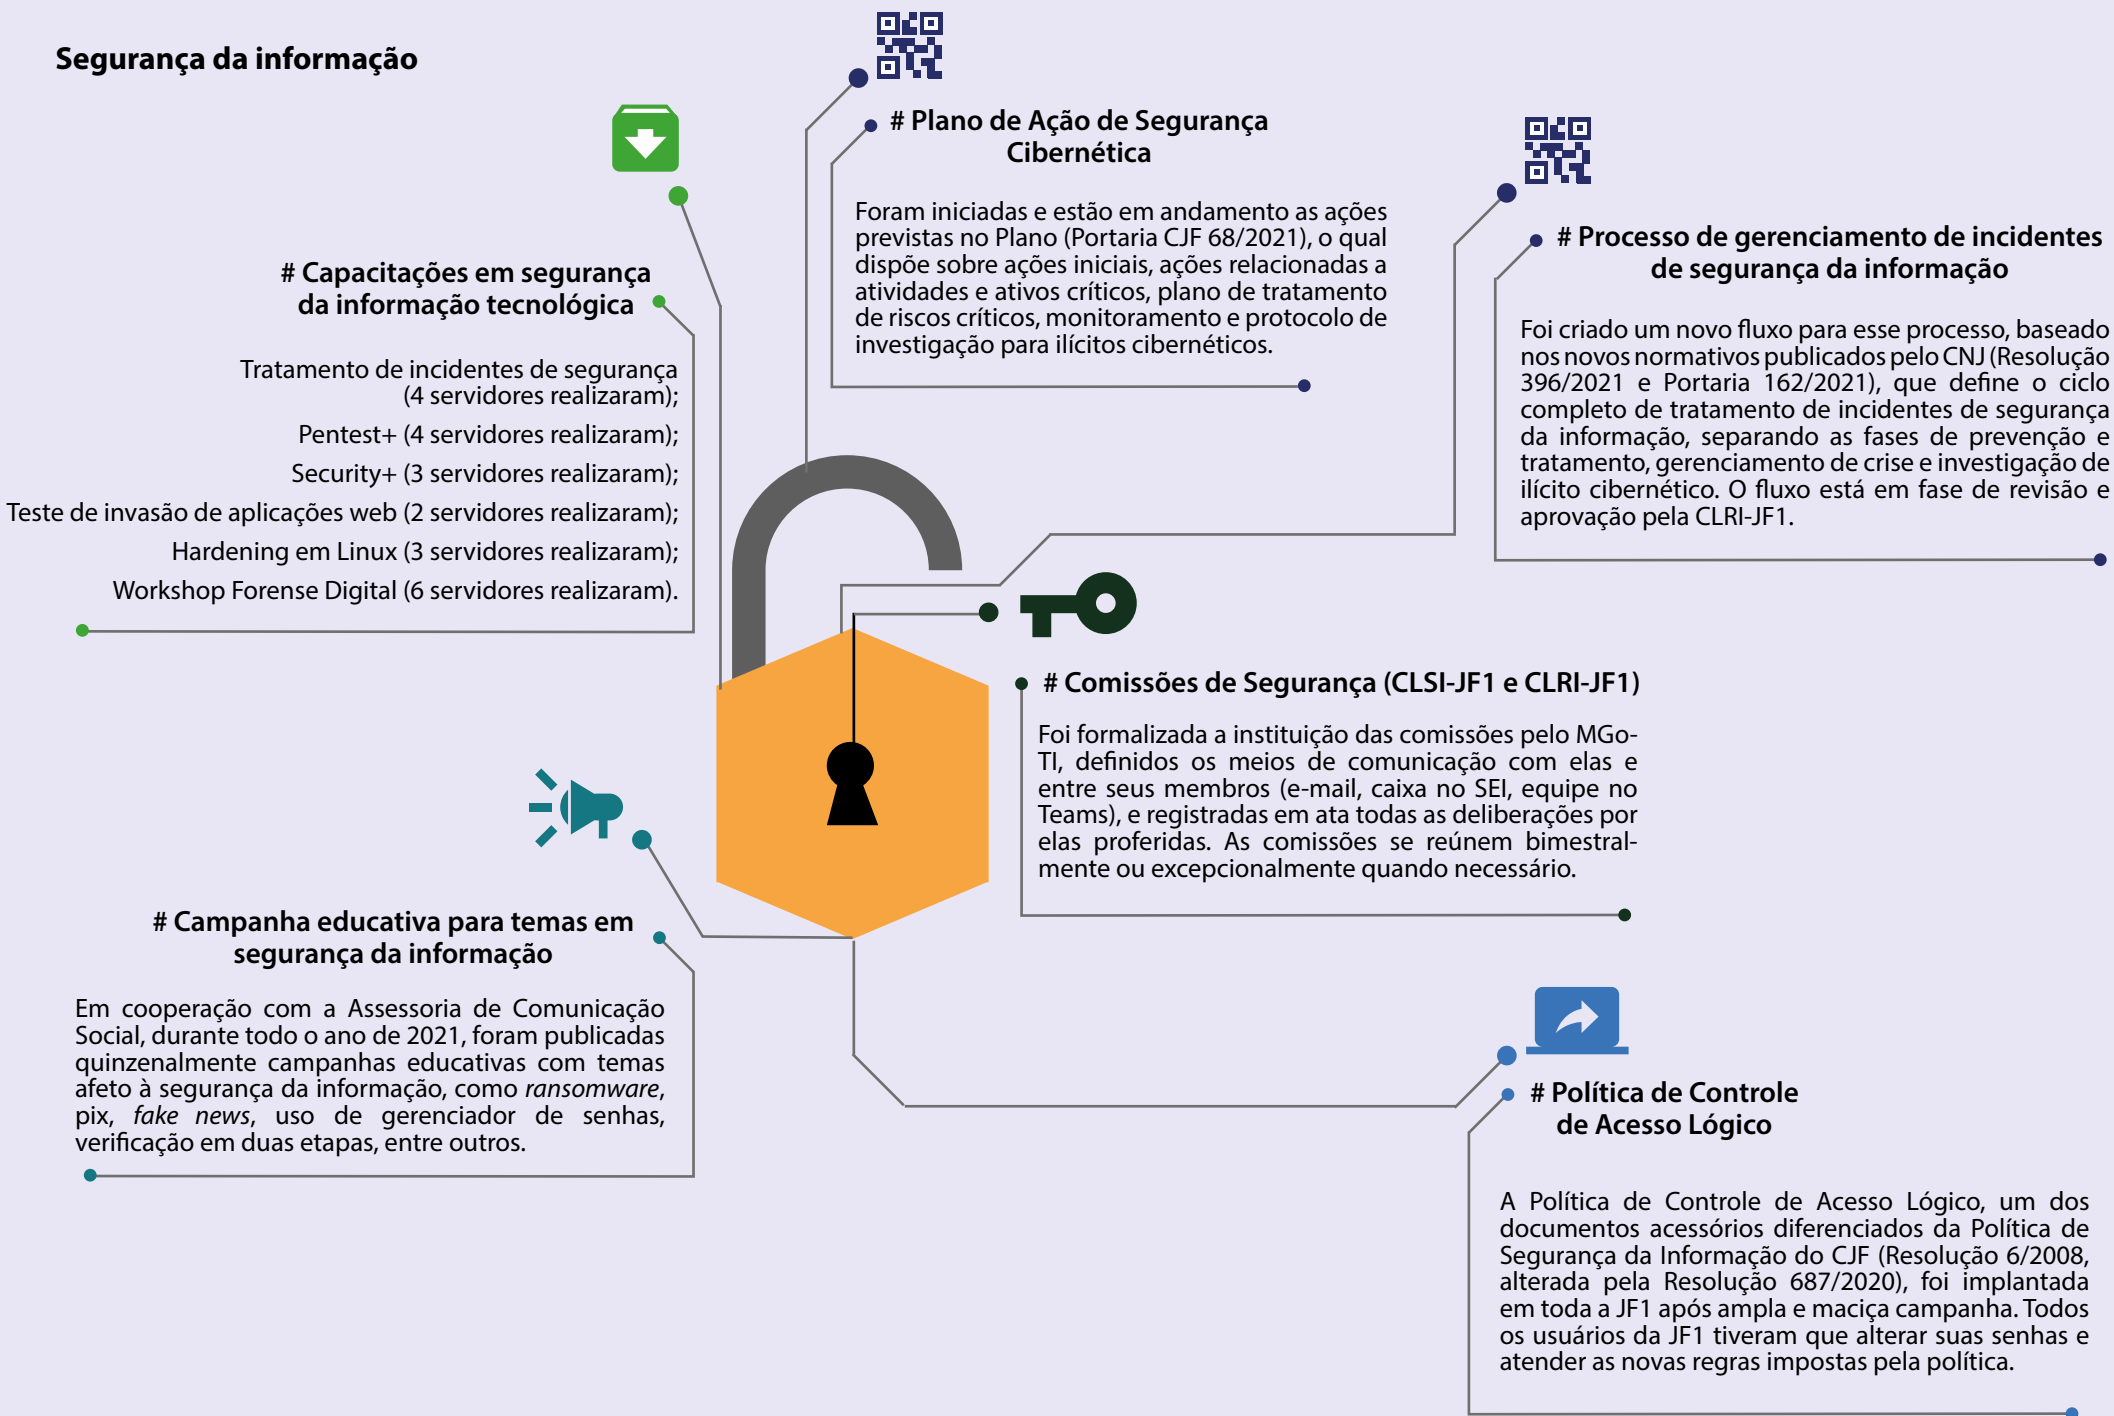 Segurança da informação
# Capacitações em segurança
da informação tecnológica
Tratamento de incidentes de segurança
(4 servidores realizaram);
Pentest+ (4 servidores realizaram);
Security+ (3 servidores realizaram);
Teste de invasão de aplicações web (2 servidores realizaram);
Hardening em Linux (3 servidores realizaram);
Workshop Forense Digital (6 servidores realizaram).
# Plano de Ação de Segurança
Cibernética
Foram iniciadas e estão em andamento as ações
previstas no Plano (Portaria CJF 68/2021), o qual
dispõe sobre ações iniciais, ações relacionadas a
atividades e ativos críticos, plano de tratamento
de riscos críticos, monitoramento e protocolo de
investigação para ilícitos cibernéticos.
# Processo de gerenciamento de incidentes
de segurança da informação
Foi criado um novo fluxo para esse processo, baseado
nos novos normativos publicados pelo CNJ (Resolução
396/2021 e Portaria 162/2021), que define o ciclo
completo de tratamento de incidentes de segurança
da informação, separando as fases de prevenção e
tratamento, gerenciamento de crise e investigação de
ilícito cibernético. O fluxo está em fase de revisão e
aprovação pela CLRI-JF1.
# Comissões de Segurança (CLSI-JF1 e CLRI-JF1)
Foi formalizada a instituição das comissões pelo MGo-
TI, definidos os meios de comunicação com elas e
entre seus membros (e-mail, caixa no SEI, equipe no
Teams), e registradas em ata todas as deliberações por
elas proferidas. As comissões se reúnem bimestral-
mente ou excepcionalmente quando necessário.
# Campanha educativa para temas em
segurança da informação
Em cooperação com a Assessoria de Comunicação
Social, durante todo o ano de 2021, foram publicadas
quinzenalmente campanhas educativas com temas
afeto à segurança da informação, como ransomware,
pix, fake news, uso de gerenciador de senhas,
verificação em duas etapas, entre outros.
# Política de Controle
de Acesso Lógico
A Política de Controle de Acesso Lógico, um dos
documentos acessórios diferenciados da Política de
Segurança da Informação do CJF (Resolução 6/2008,
alterada pela Resolução 687/2020), foi implantada
em toda a JF1 após ampla e maciça campanha. Todos
os usuários da JF1 tiveram que alterar suas senhas e
atender as novas regras impostas pela política.